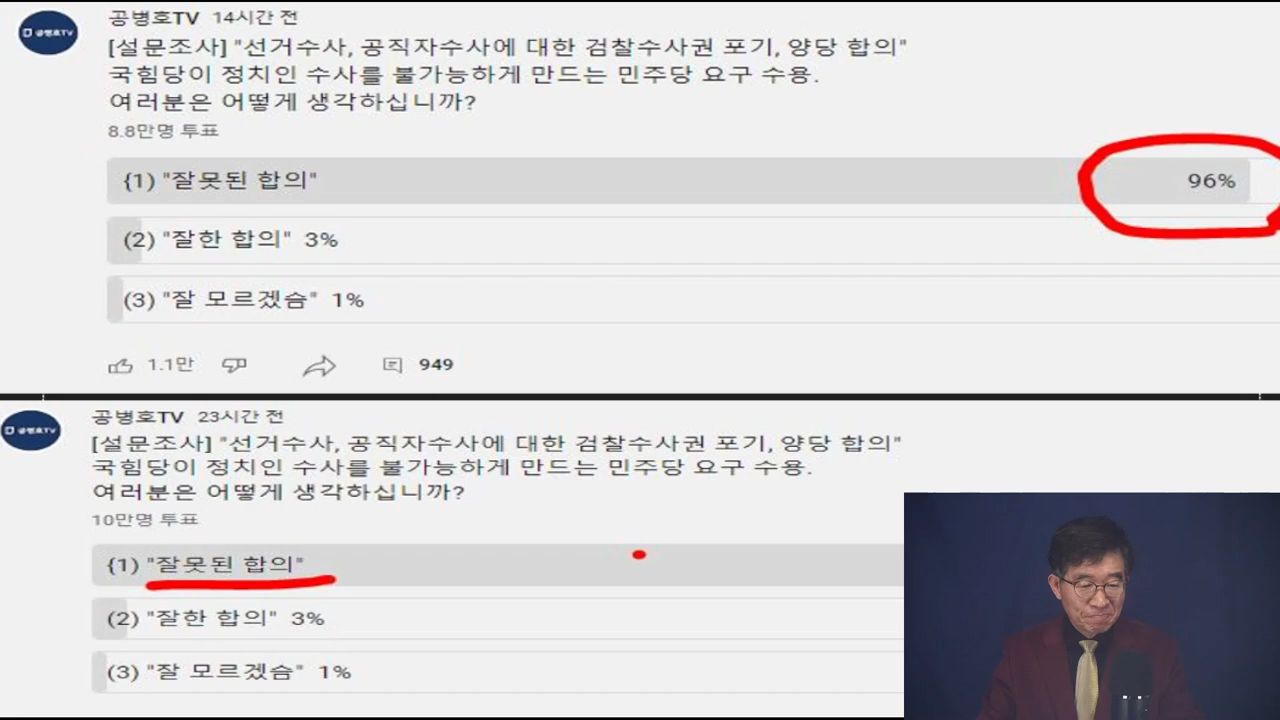 공병호TV 14시간 전
공병호TV
[설문조사] "선거수사, 공직자수사에 대한 검찰수사권 포기, 양당 합의"
국힘당이 정치인 수사를 불가능하게 만드는 민주당 요구 수용.
여러분은 어떻게 생각하십니까?
8.8만명 투표
{1) "잘못된 합의" 96%
(2) "잘한 합의" 3%
(3) "잘 모르겠슴" 1%
1.1만 949
공병호TV 23시간 전
공병호TV
[설문조사] "선거수사, 공직자수사에 대한 검찰수사권 포기, 양당 합의"
국힘당이 정치인 수사를 불가능하게 만드는 민주당 요구 수용.
여러분은 어떻게 생각하십니까?
10만명 투표
{1) "잘못된 합의"
(2) "잘한 합의" 3%
(3) "잘 모르겠슴" 1%